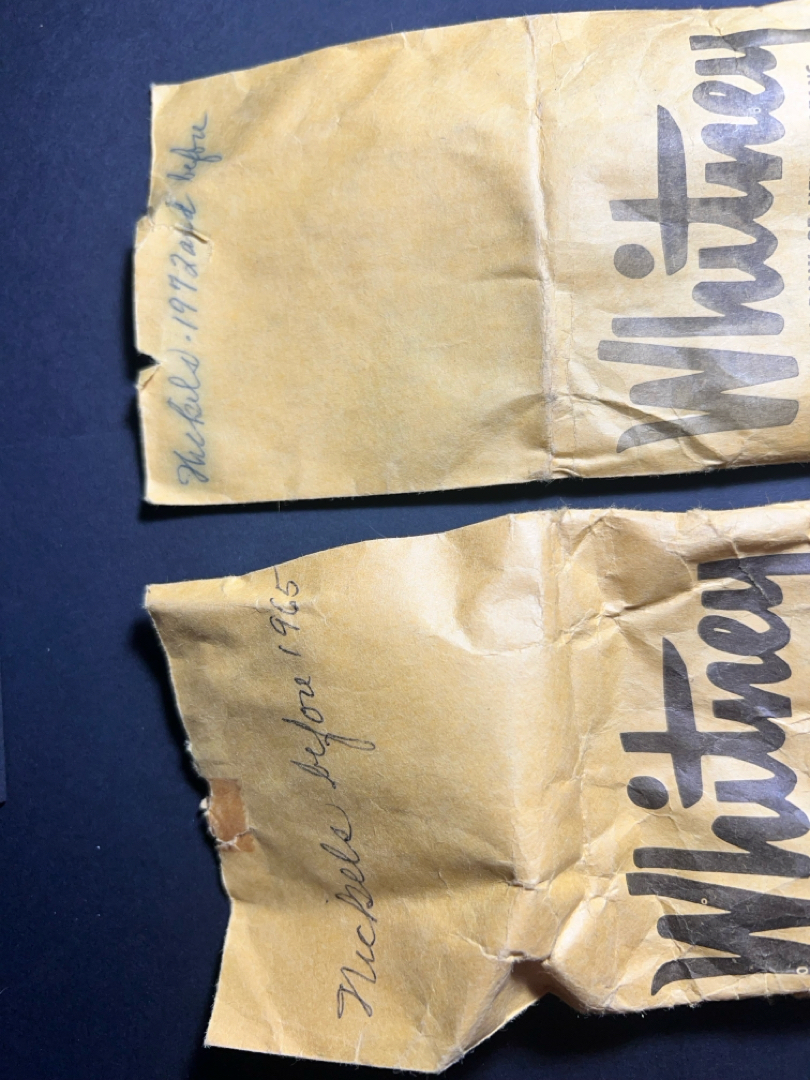 Nickels - 1972 and before
Whitney
Nickels before 1965
Whitney